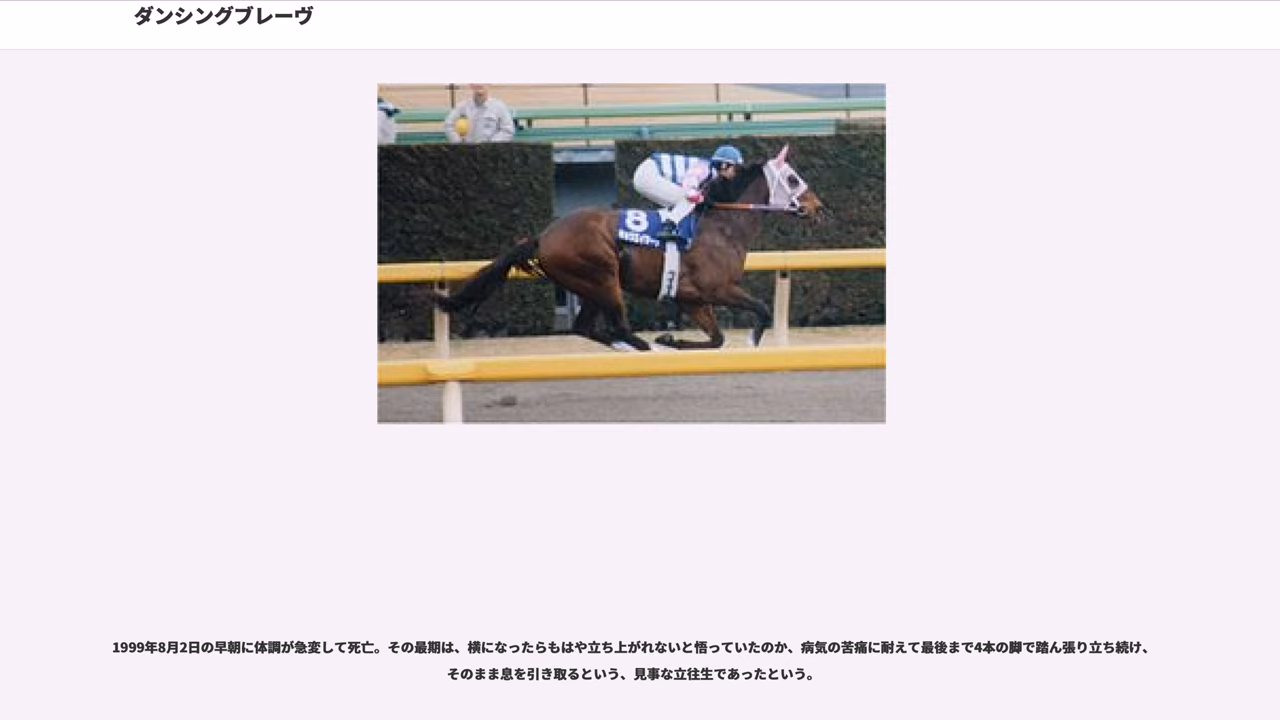 ダンシングブレーヴ
8
1999年8月2日の早朝に体調が急変して死亡。その最期は、横になったらもはや立ち上がれないと悟っていたのか、病気の苦痛に耐えて最後まで4本の脚で踏ん張り立ち続け、
そのまま息を引き取るという、見事な立往生であったという。